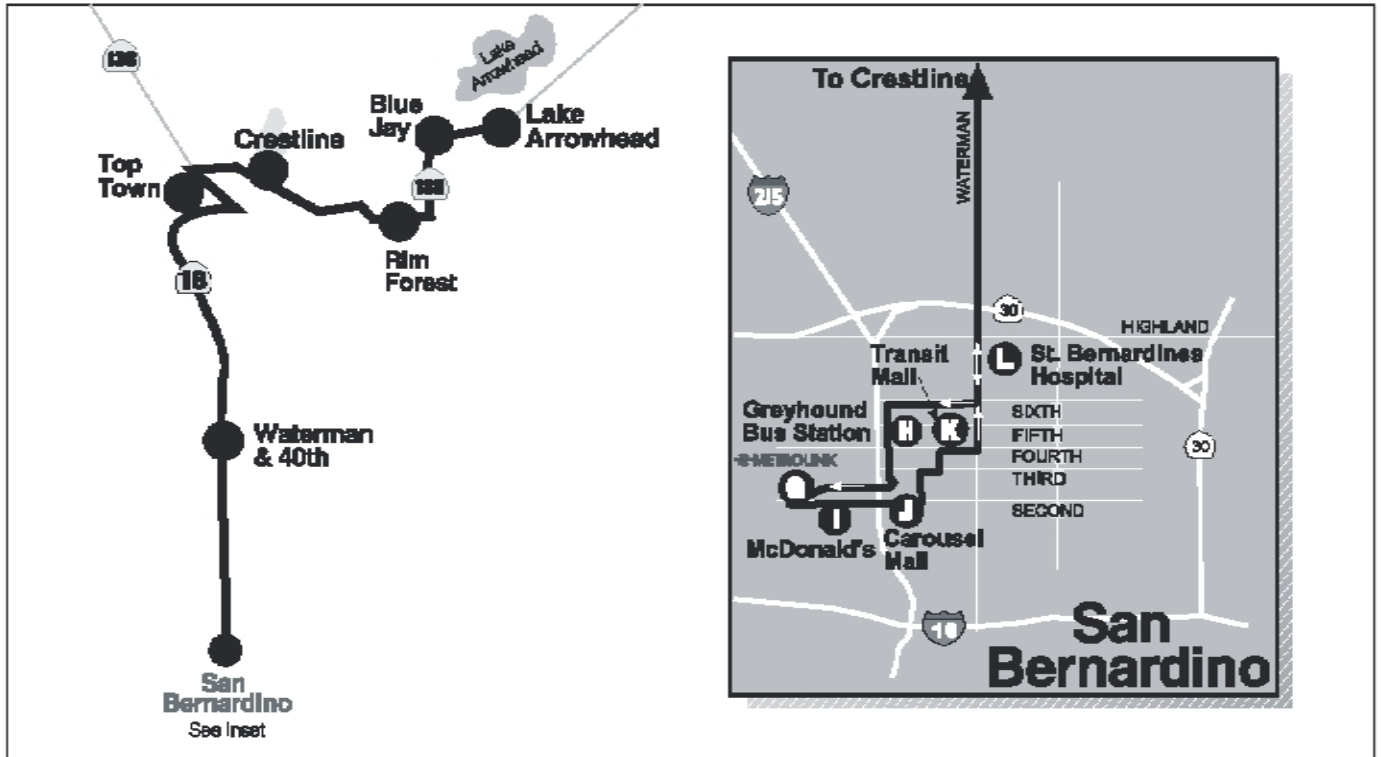 Lake
Arrowhead
Blue
Jay
Lake
Arrowhead
Crestline
Top
Town
Rim
Forest
18
Waterman
& 40th
San
Bernardino
See Inset
To Crestline
WATERMAN
215
30
HIGHLAND
Transit
Mall
L
St. Bernardines
Hospital
Greyhound
Bus Station
H
K
SIXTH
FIFTH
FOURTH
THIRD
SECOND
30
METROLINK
I
J
McDonald's
Carousel
Mall
10
San
Bernardino